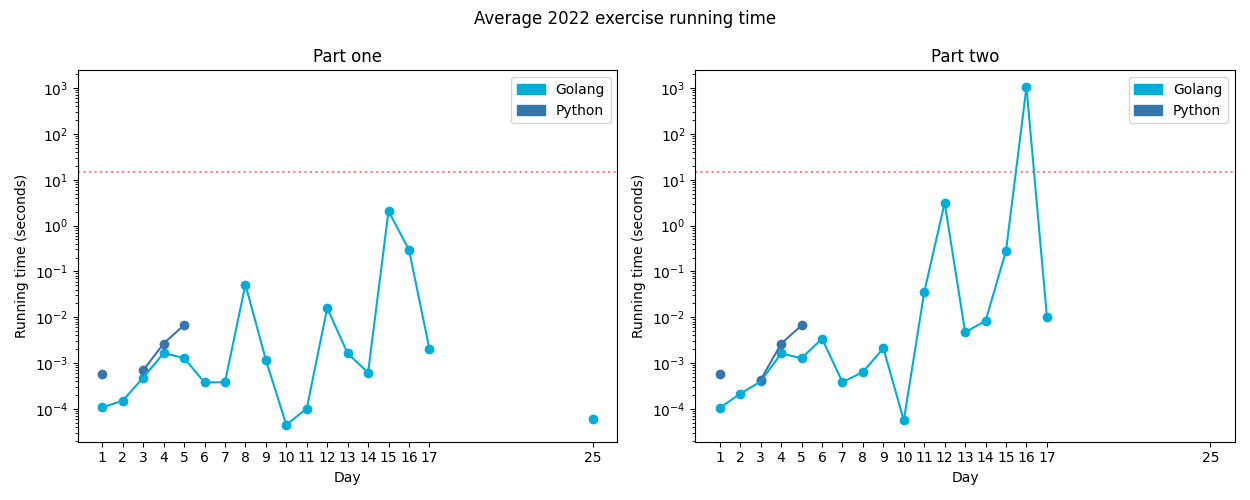 Average 2022 exercise running time
Part one
Running time (seconds)
10³
10²
10¹
10⁰
10⁻¹
10⁻²
10⁻³
10⁻⁴
Golang
Python
1 2 3 4 5 6 7 8 9 10 11 12 13 14 15 16 17 25
Day
Part two
Running time (seconds)
10³
10²
10¹
10⁰
10⁻¹
10⁻²
10⁻³
10⁻⁴
Golang
Python
1 2 3 4 5 6 7 8 9 10 11 12 13 14 15 16 17 25
Day